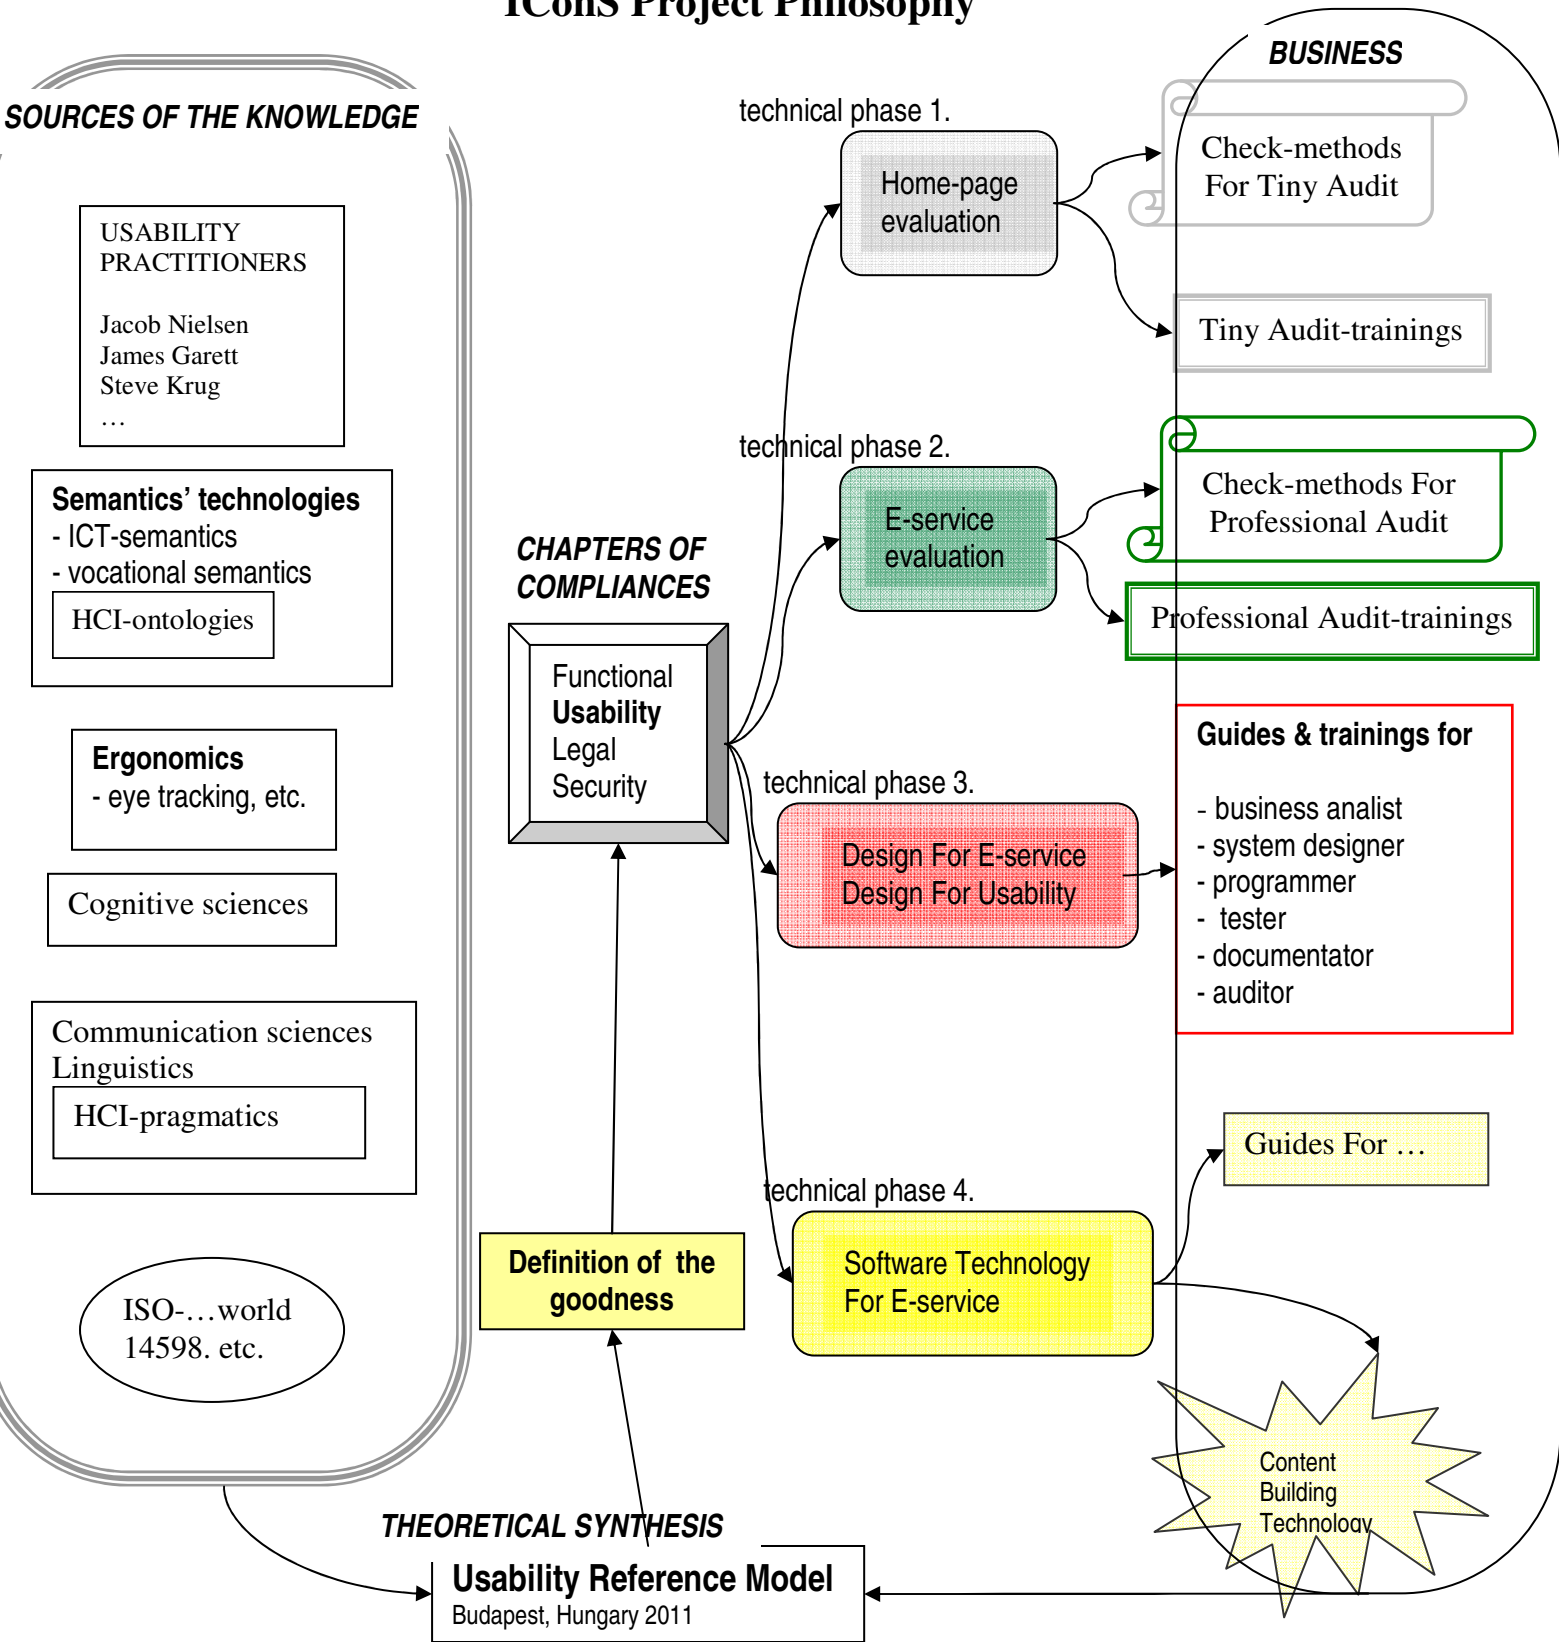 IConS Project Philosophy
SOURCES OF THE KNOWLEDGE
USABILITY
PRACTITIONERS
Jacob Nielsen
James Garett
Steve Krug
…
Semantics’ technologies
- ICT-semantics
- vocational semantics
HCI-ontologies
Ergonomics
- eye tracking, etc.
Cognitive sciences
Communication sciences
Linguistics
HCI-pragmatics
ISO-…world
14598. etc.
CHAPTERS OF
COMPLIANCES
Functional
Usability
Legal
Security
Definition of the
goodness
THEORETICAL SYNTHESIS
Usability Reference Model
Budapest, Hungary 2011
technical phase 1.
Home-page
evaluation
technical phase 2.
E-service
evaluation
technical phase 3.
Design For E-service
Design For Usability
technical phase 4.
Software Technology
For E-service
BUSINESS
Check-methods
For Tiny Audit
Tiny Audit-trainings
Check-methods For
Professional Audit
Professional Audit-trainings
Guides & trainings for
- business analist
- system designer
- programmer
- tester
- documentator
- auditor
Guides For …
Content
Building
Technology